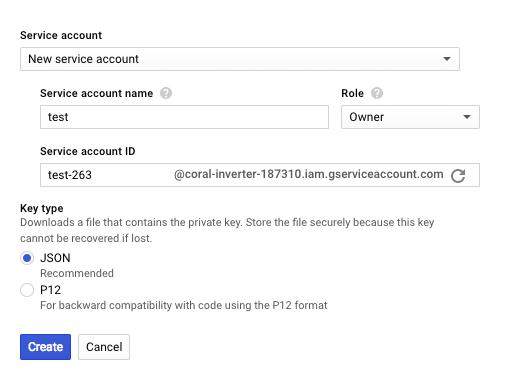 Service account
New service account
Service account name ? Role ?
test Owner
Service account ID
test-263 @coral-inverter-187310.iam.gserviceaccount.com
Key type
Downloads a file that contains the private key. Store the file securely because this key
cannot be recovered if lost.
JSON
Recommended
P12
For backward compatibility with code using the P12 format
Create Cancel